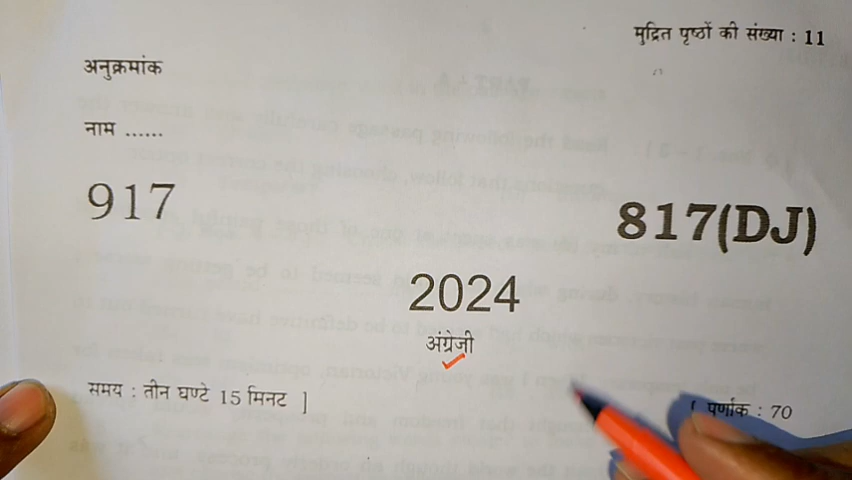 मुद्रित पृष्ठों की संख्या : 11
अनुक्रमांक
नाम ......
917
817(DJ)
2024
अंग्रेजी
समय : तीन घण्टे 15 मिनट ]
[ पूर्णांक : 70